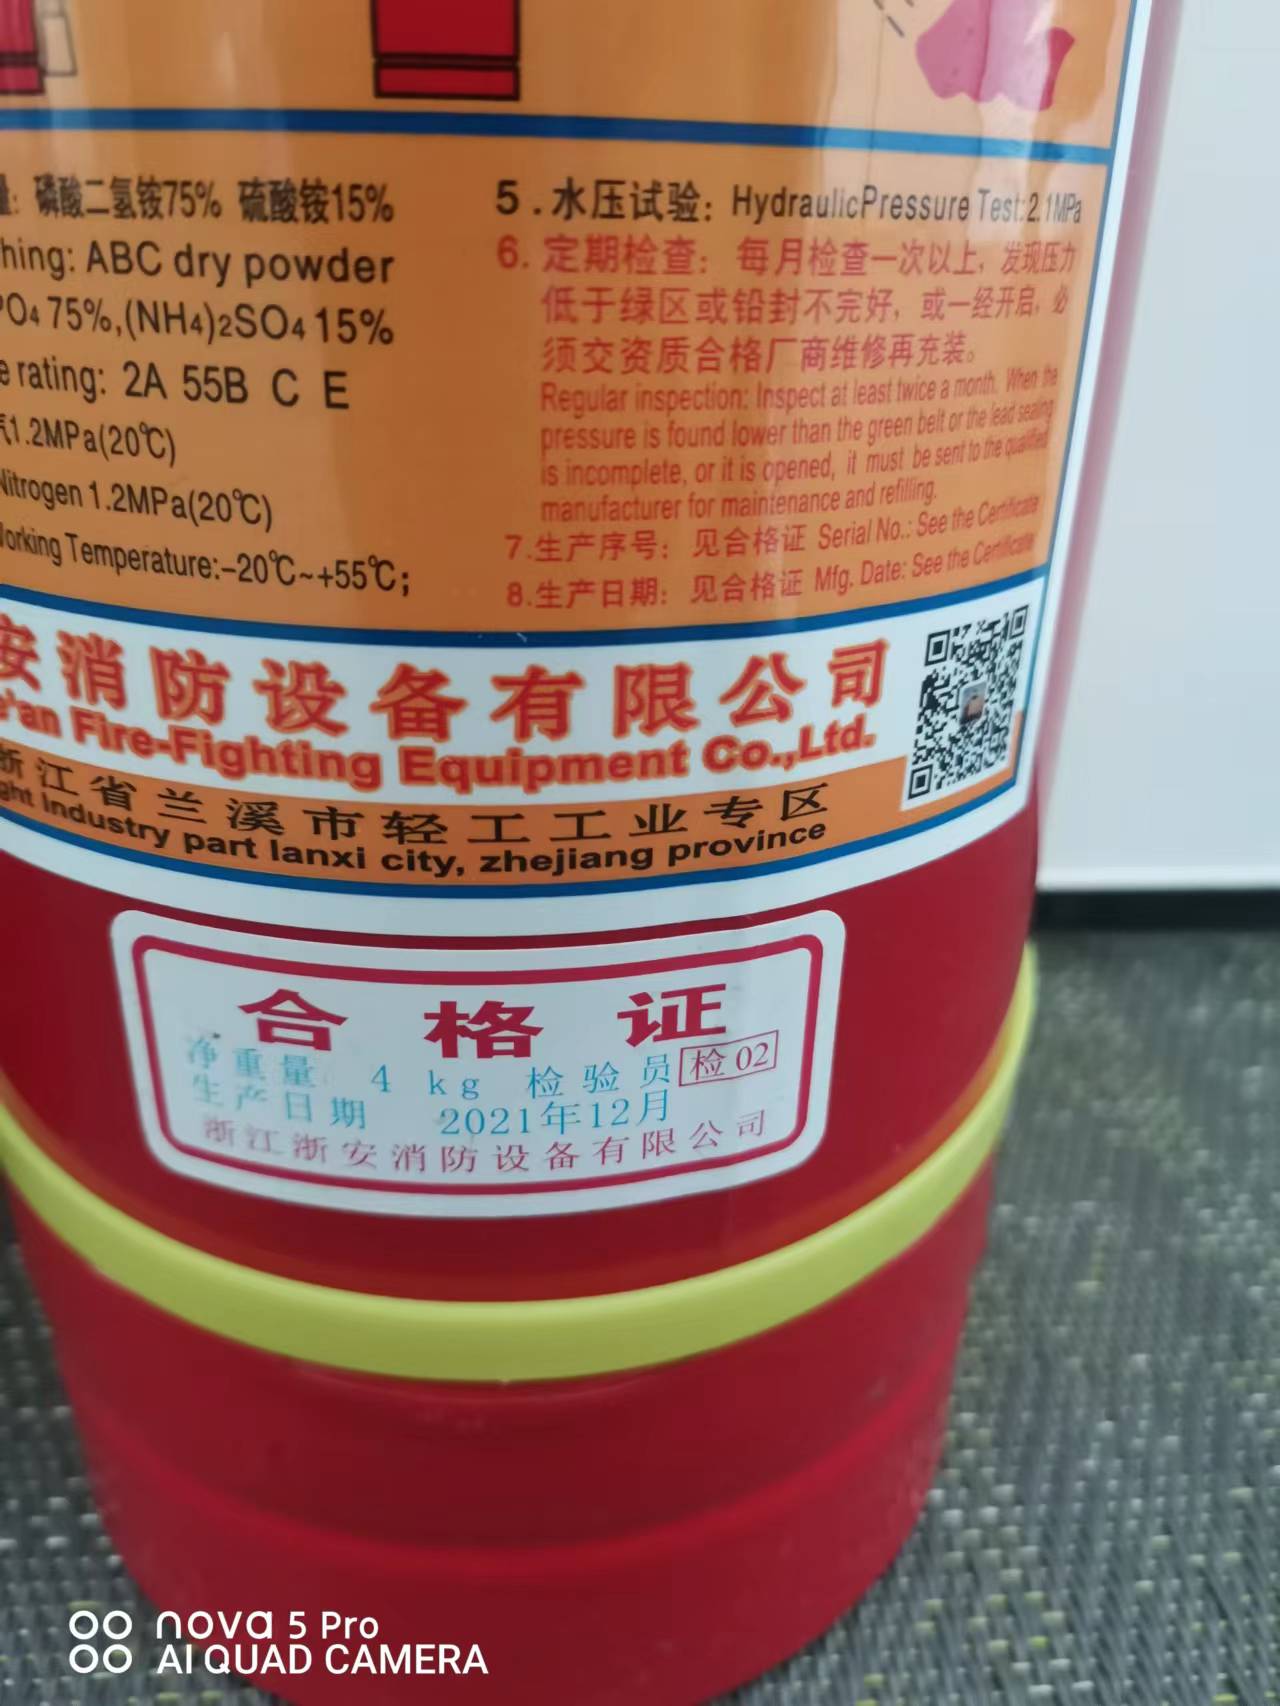 量：磷酸二氢铵75% 硫酸铵15%
hing: ABC dry powder
PO4 75%,(NH4)2SO4 15%
e rating: 2A 55B C E
气1.2MPa(20℃)
Nitrogen 1.2MPa(20℃)
Working Temperature:-20℃~+55℃;
5.水压试验：HydraulicPressure Test:2.1MPa
6.定期检查：每月检查一次以上，发现压力
低于绿区或铅封不完好，或一经开启，必
须交资质合格厂商维修再充装。
Regular inspection: Inspect at least twice a month. When the
pressure is found lower than the green belt or the lead sealing
is incomplete, or it is opened, it must be sent to the qualified
manufacturer for maintenance and refilling.
7.生产序号：见合格证 Serial No.: See the Certificate
8.生产日期：见合格证 Mfg. Date: See the Certificate
安消防设备有限公司
e'an Fire-Fighting Equipment Co.,Ltd.
浙江省兰溪市轻工工业专区
ght industry part lanxi city, zhejiang province
合格证
净重量 4 kg 检验员 检02
生产日期 2021年12月
浙江浙安消防设备有限公司
nova 5 Pro
AI QUAD CAMERA